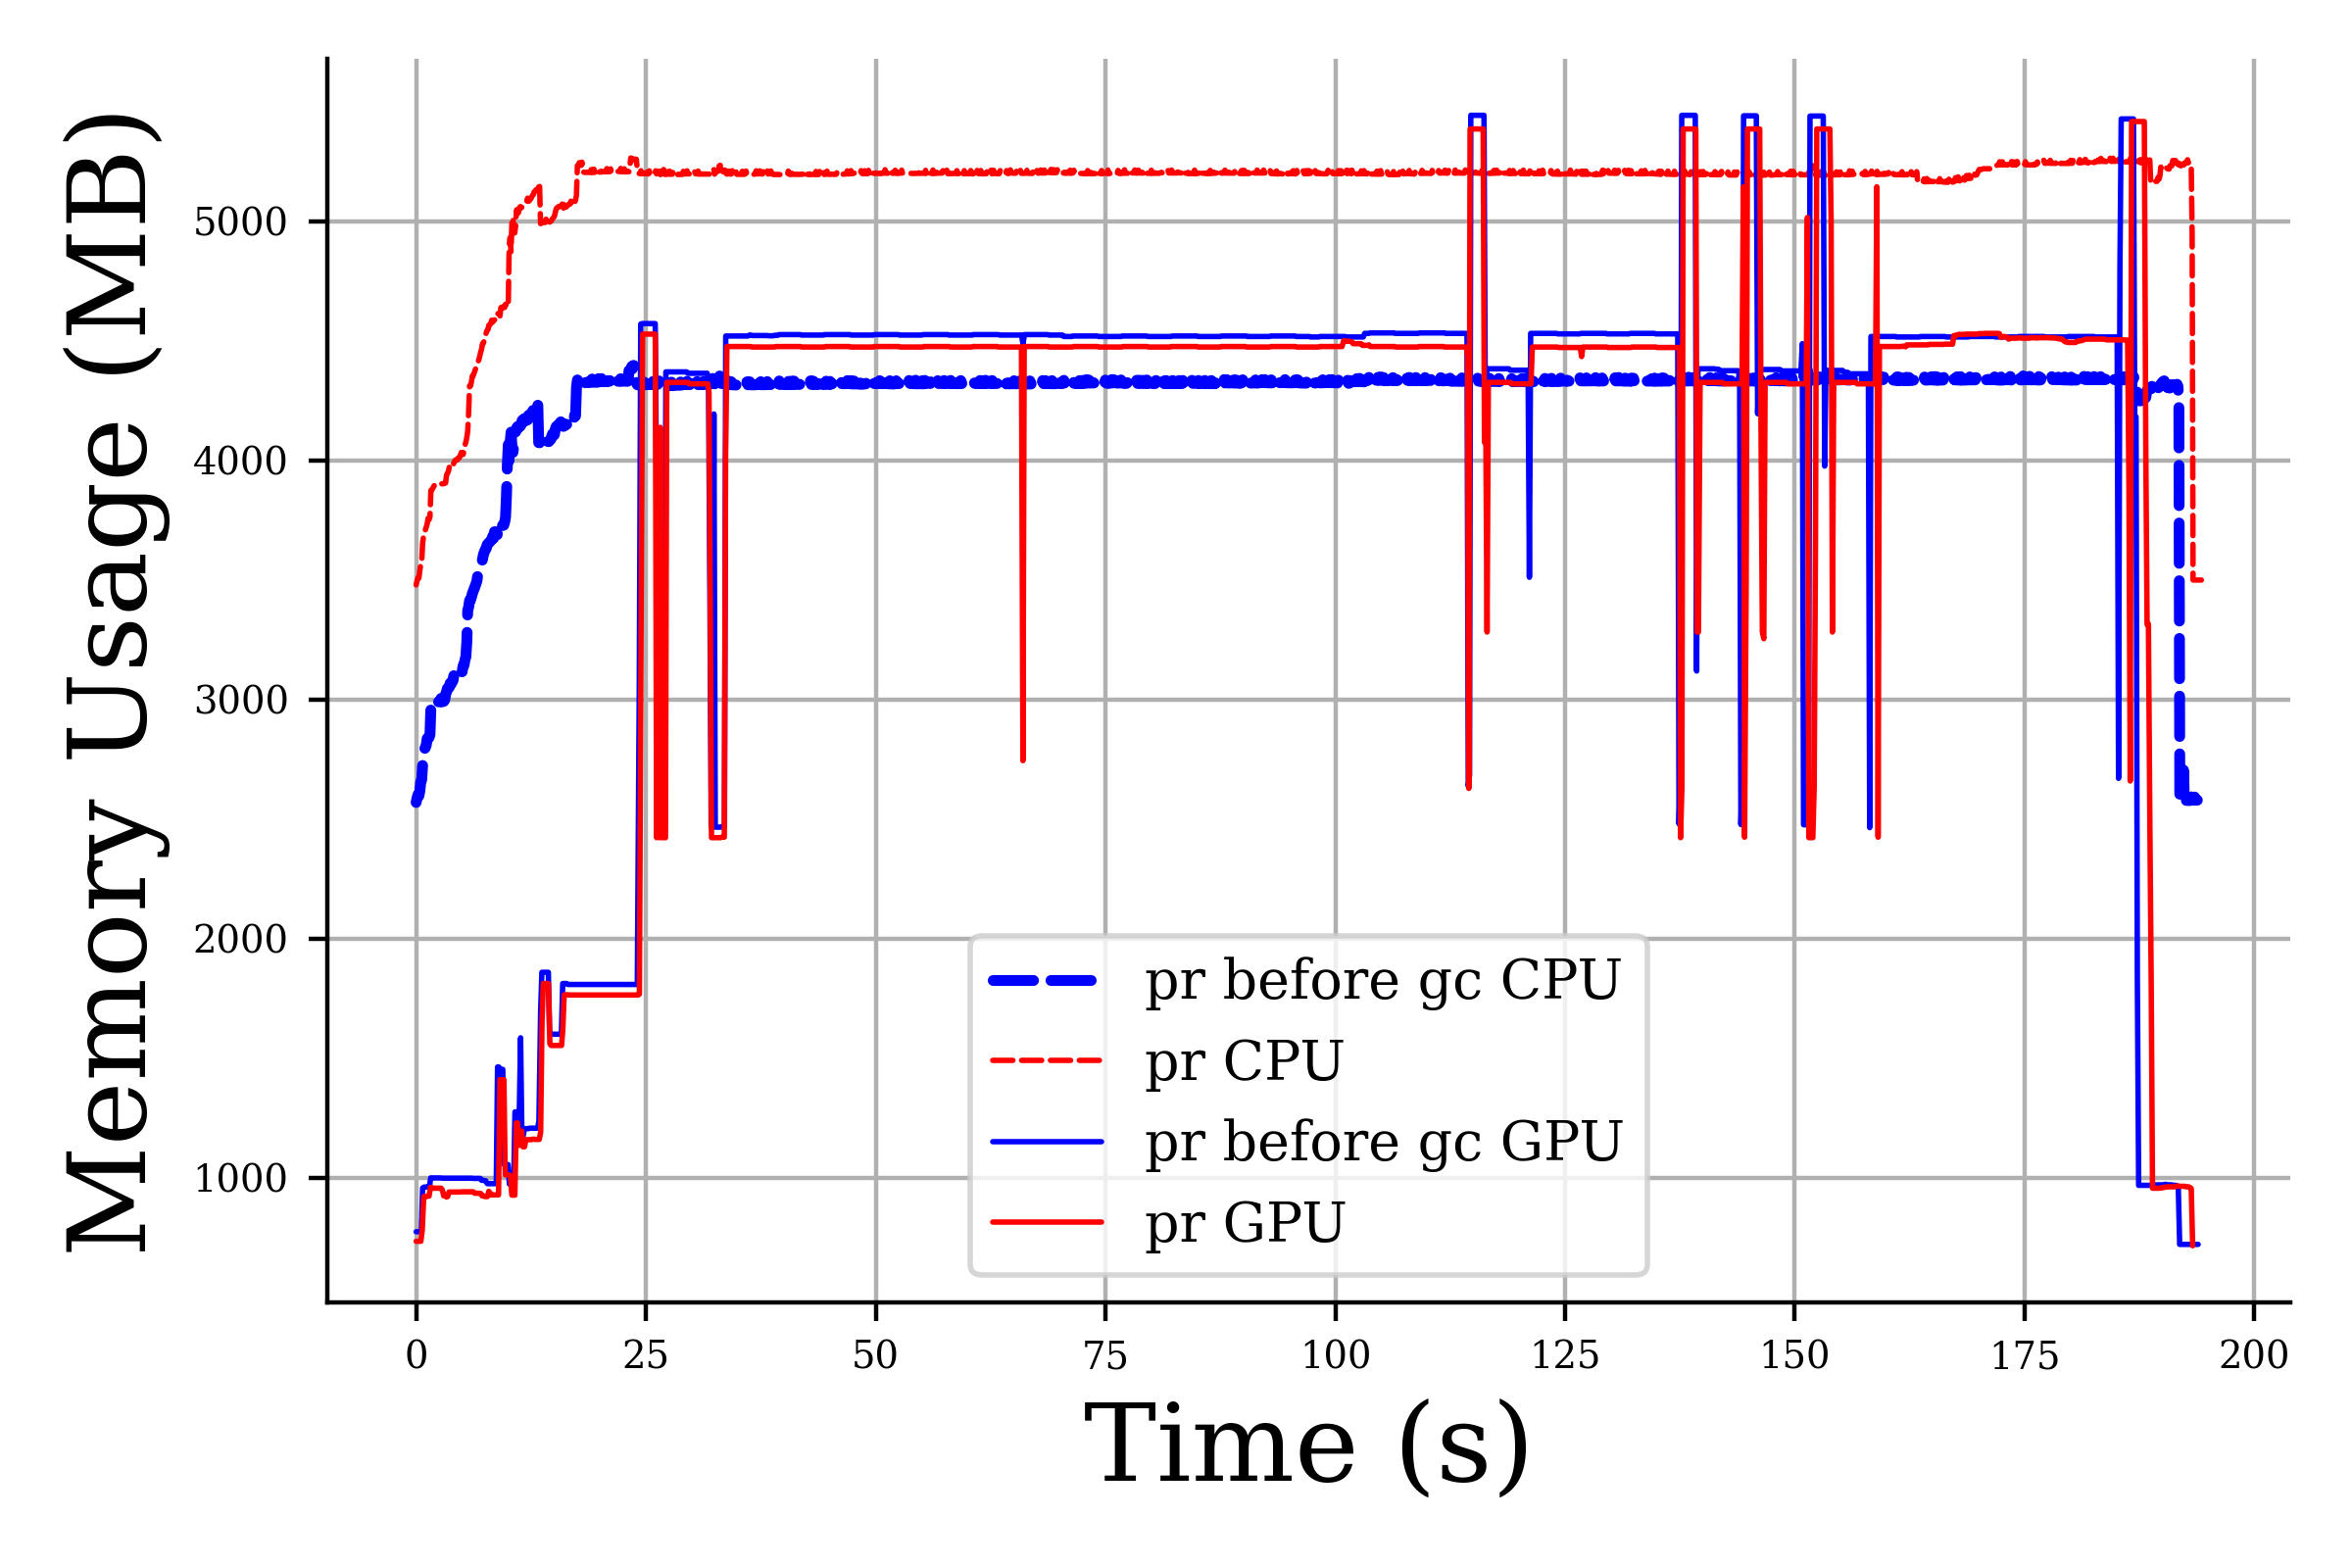 Memory Usage (MB)
5000
4000
3000
2000
1000
pr before gc CPU
pr CPU
pr before gc GPU
pr GPU
0 25 50 75 100 125 150 175 200
Time (s)